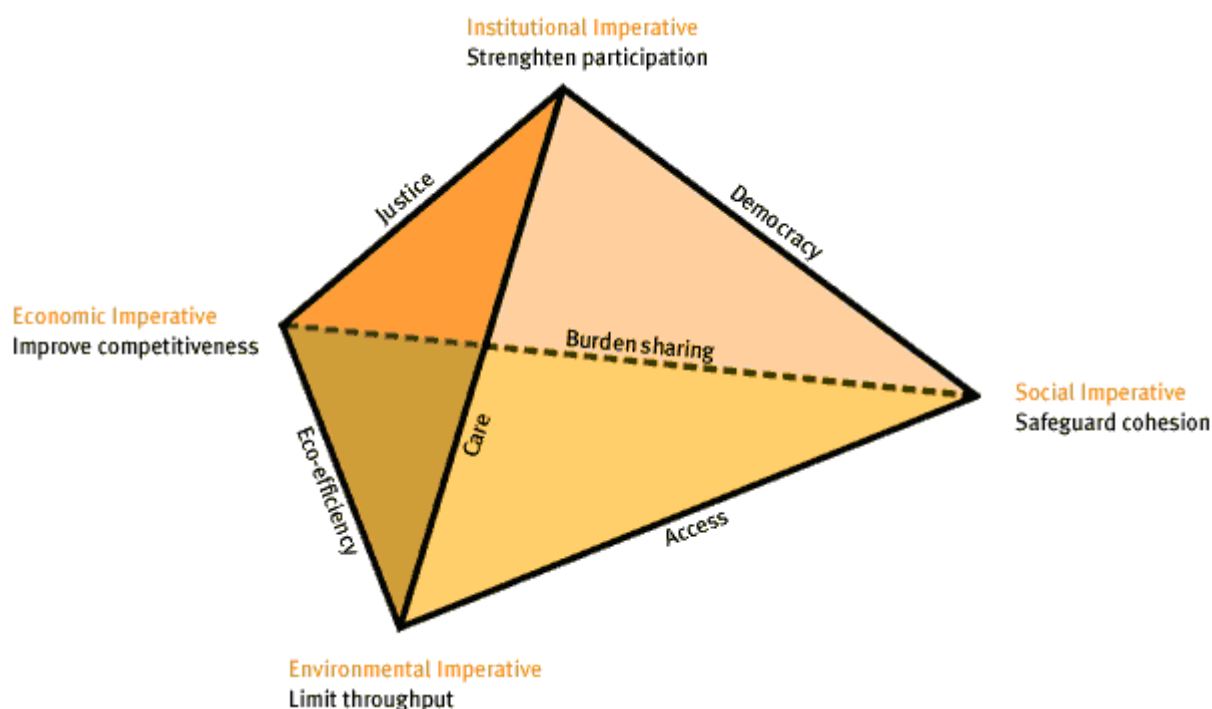 Institutional Imperative
Strenghten participation
Justice
Democracy
Economic Imperative
Improve competitiveness
Burden sharing
Social Imperative
Safeguard cohesion
Care
Eco-efficiency
Access
Environmental Imperative
Limit throughput